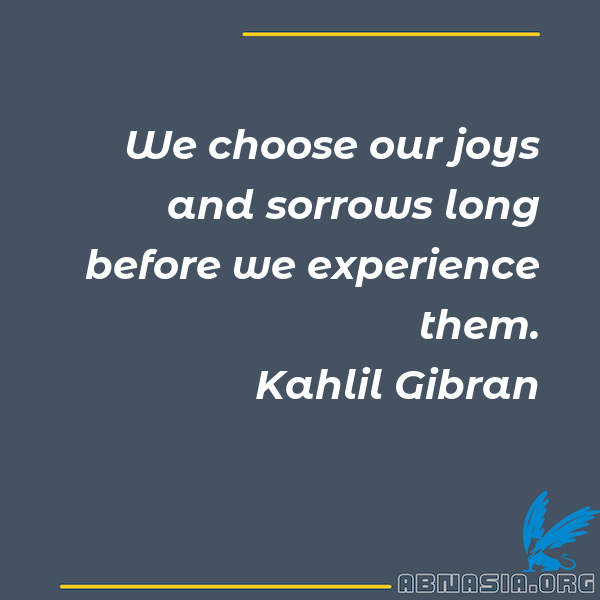 We choose our joys
and sorrows long
before we experience
them.
Kahlil Gibran
ABNASIA.ORG